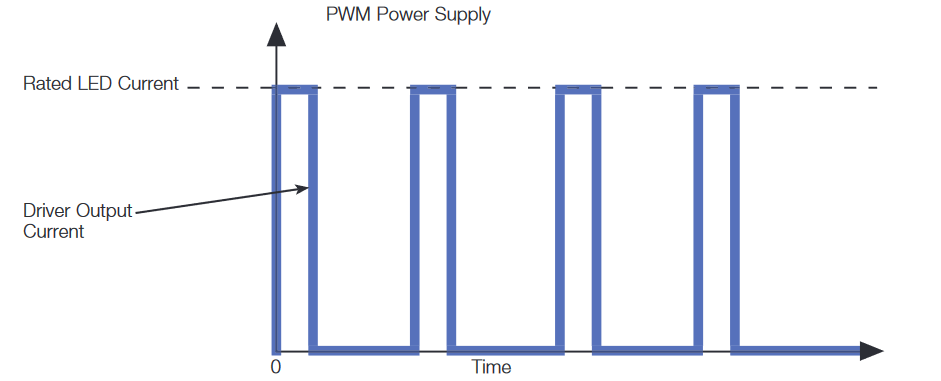 PWM Power Supply
Rated LED Current
Driver Output
Current
0
Time